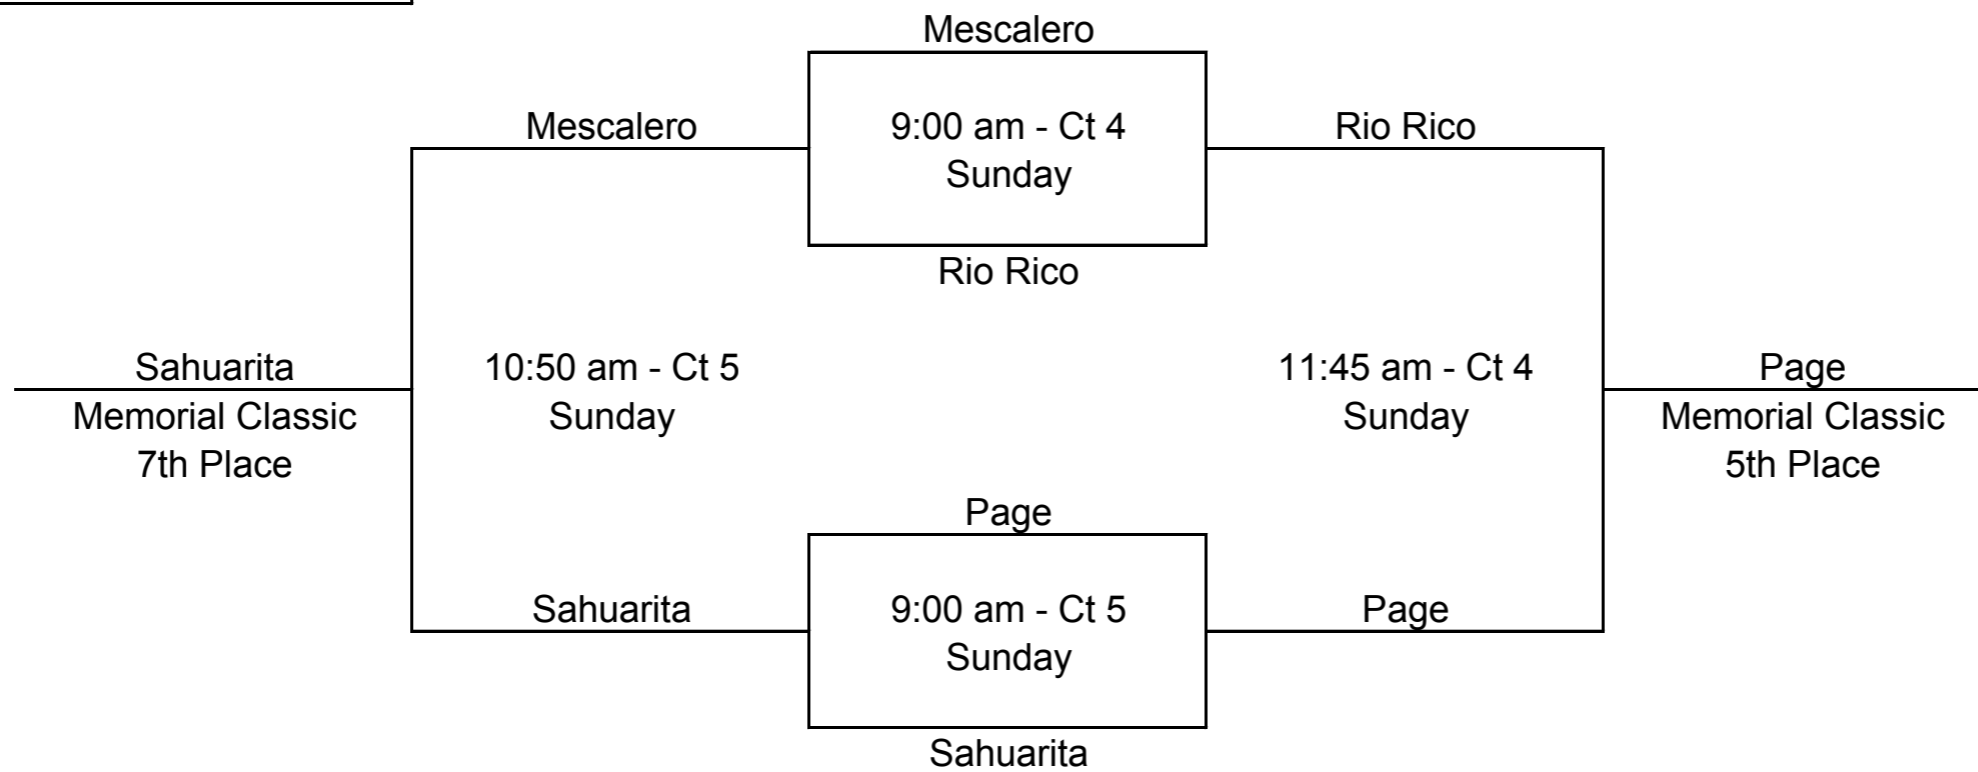 Mescalero
Mescalero
9:00 am - Ct 4
Rio Rico
Sunday
Rio Rico
Sahuarita
10:50 am - Ct 5
11:45 am - Ct 4
Page
Memorial Classic
Sunday
Sunday
Memorial Classic
7th Place
5th Place
Page
Sahuarita
9:00 am - Ct 5
Page
Sunday
Sahuarita